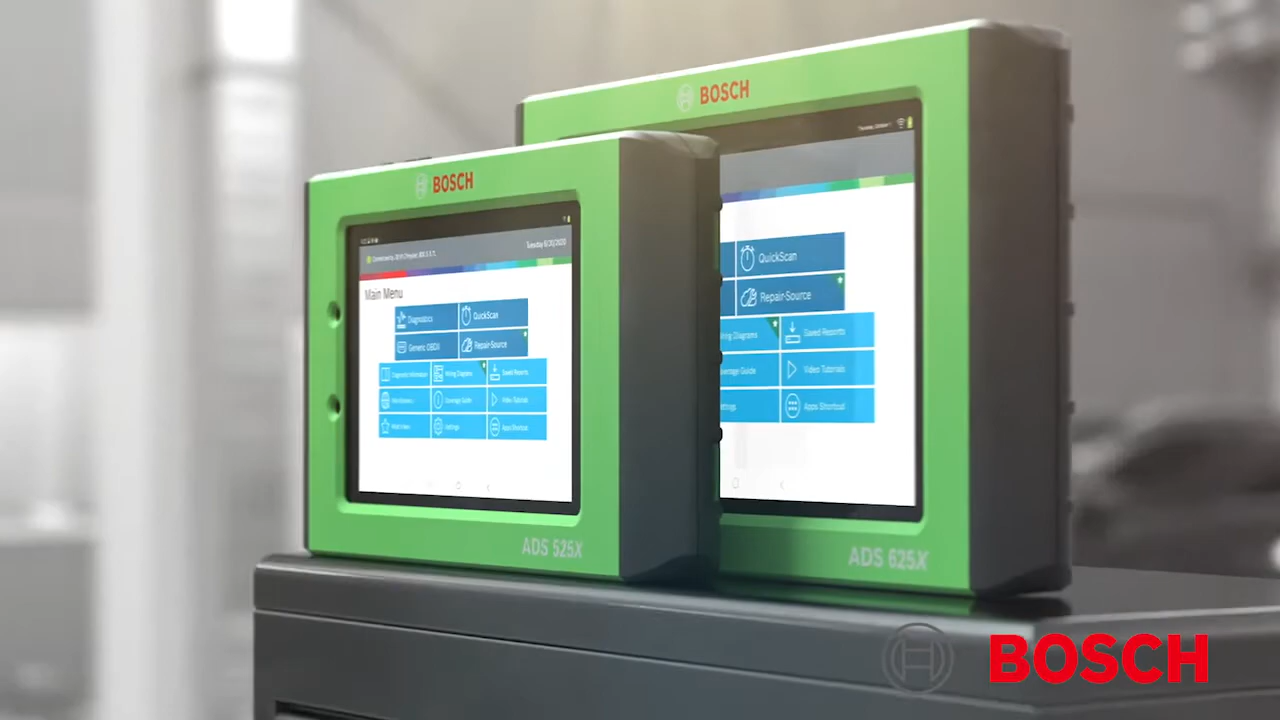 BOSCH
QuickScan
Repair-Source
Wiring Diagrams
Saved Reports
Coverage Guide
Video Tutorials
Settings
Apps Shortcut
ADS 625X
BOSCH
Main Menu
Diagnostics
QuickScan
Generic OBDII
Repair-Source
Diagnostic Information
Wiring Diagrams
Saved Reports
Coverage Guide
Video Tutorials
Settings
Apps Shortcut
ADS 525X
BOSCH